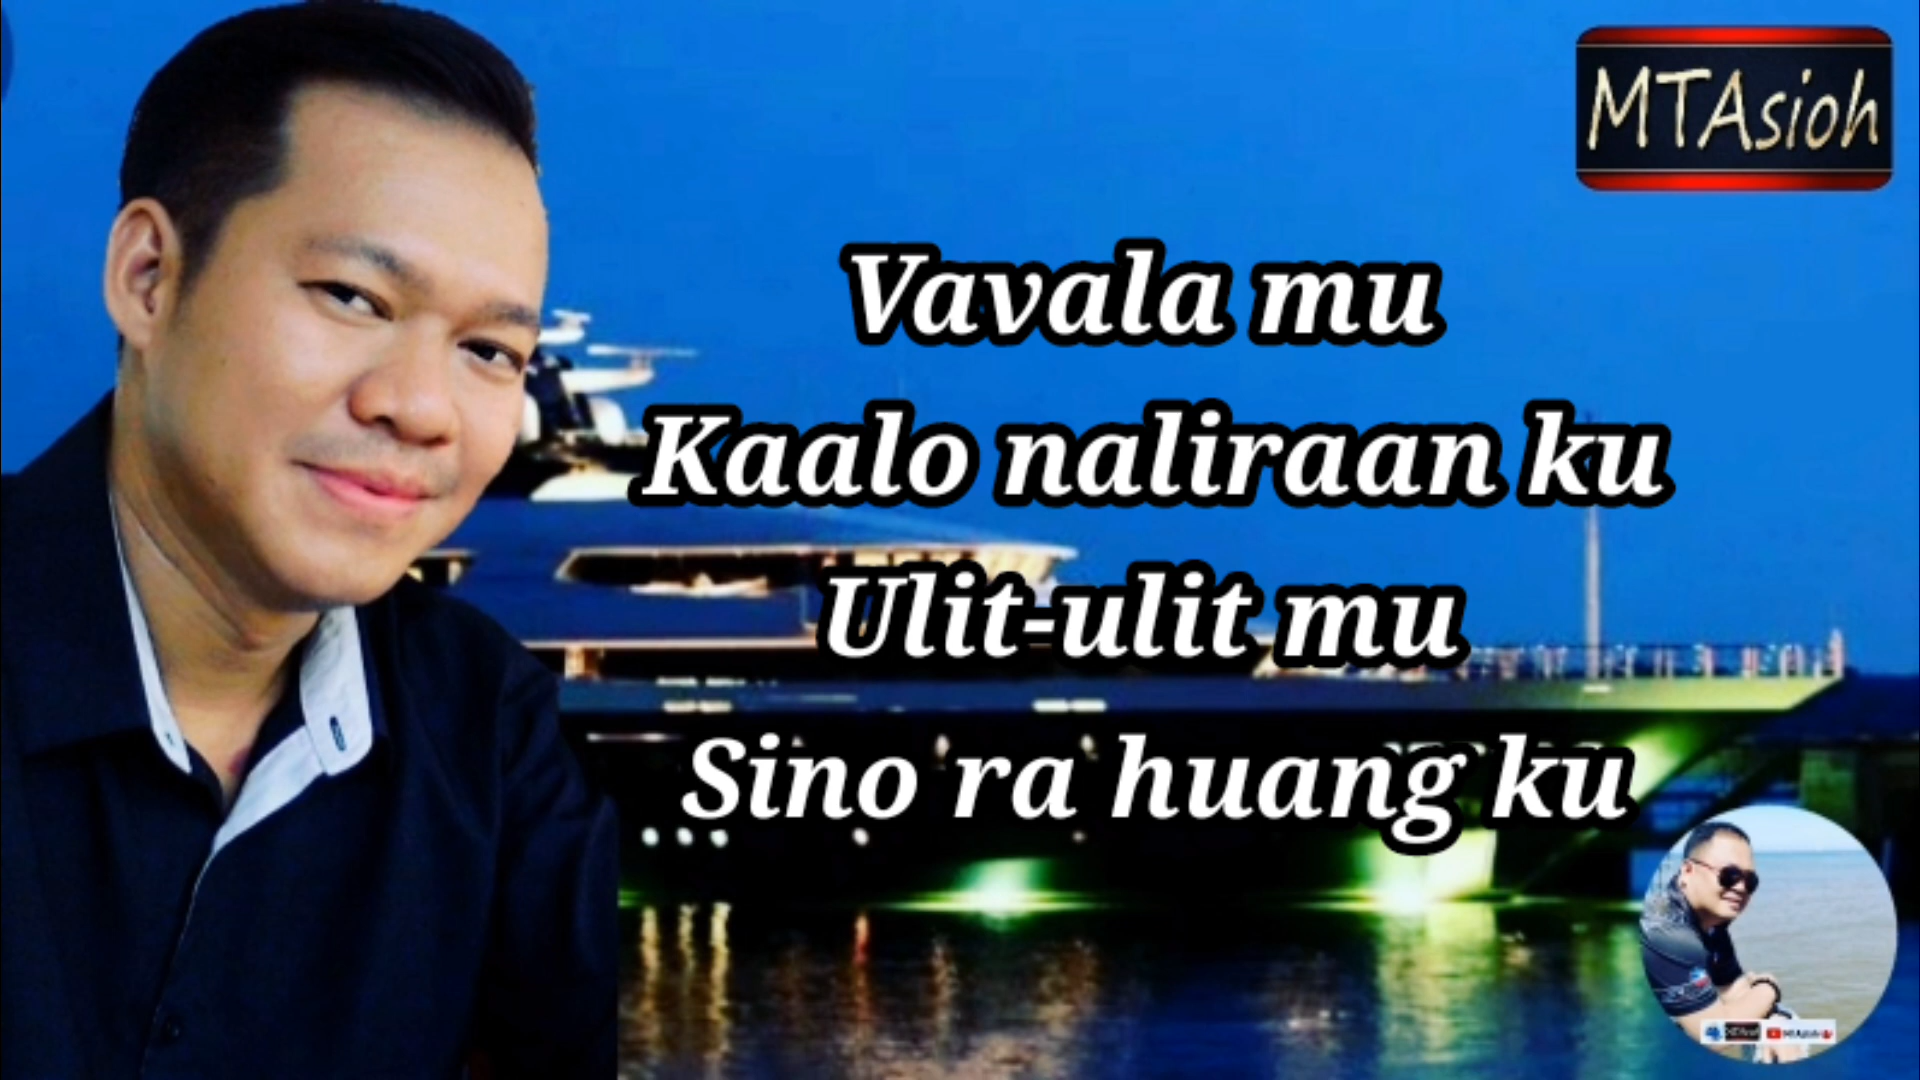 MTAsioh
Vavala mu
Kaalo naliraan ku
Ulit-ulit mu
Sino ra huang ku